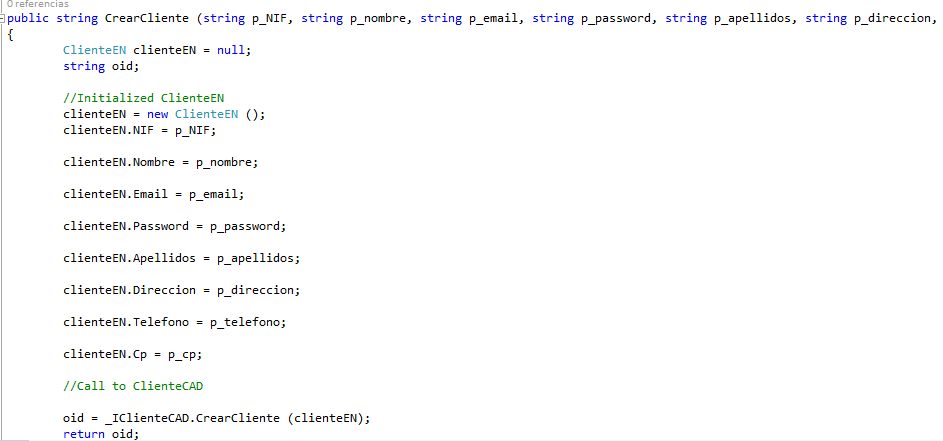 0 referencias
public string CrearCliente (string p_NIF, string p_nombre, string p_email, string p_password, string p_apellidos, string p_direccion,
{
ClienteEN clienteEN = null;
string oid;
//Initialized ClienteEN
clienteEN = new ClienteEN ();
clienteEN.NIF = p_NIF;
clienteEN.Nombre = p_nombre;
clienteEN.Email = p_email;
clienteEN.Password = p_password;
clienteEN.Apellidos = p_apellidos;
clienteEN.Direccion = p_direccion;
clienteEN.Telefono = p_telefono;
clienteEN.Cp = p_cp;
//Call to ClienteCAD
oid = _IClienteCAD.CrearCliente (clienteEN);
return oid;